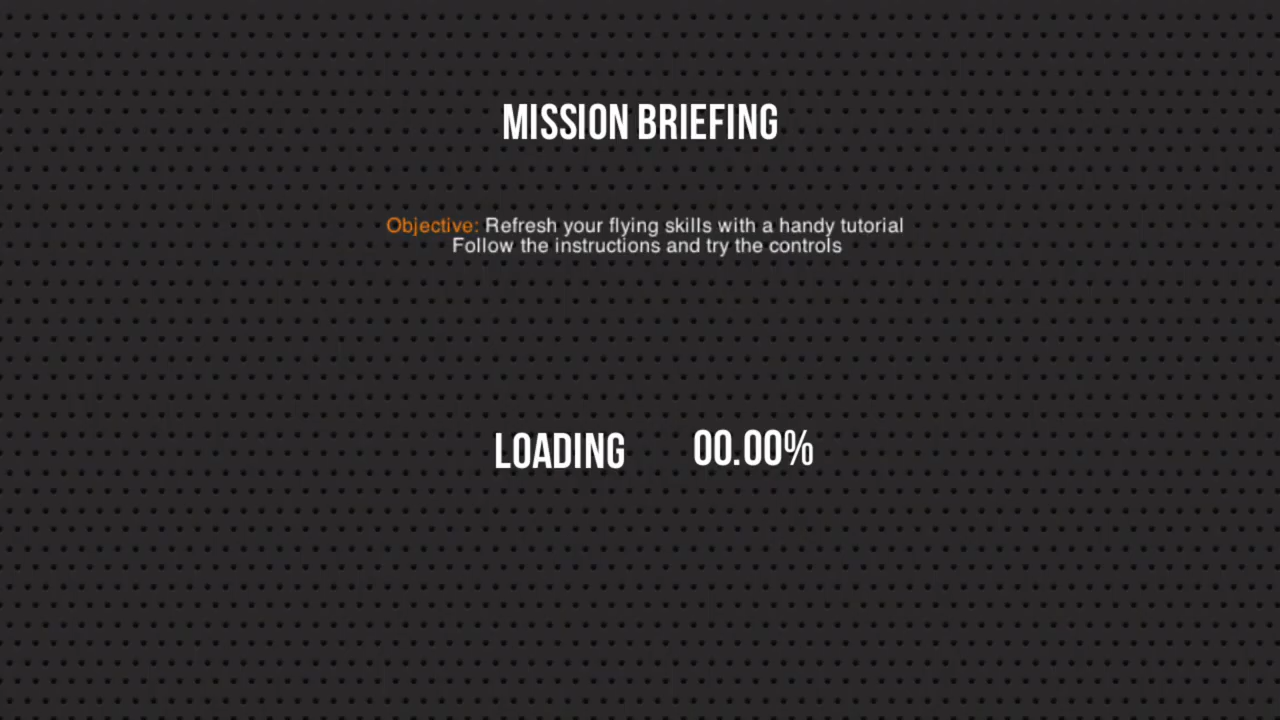 MISSION BRIEFING
Objective: Refresh your flying skills with a handy tutorial
Follow the instructions and try the controls
LOADING 00.00%